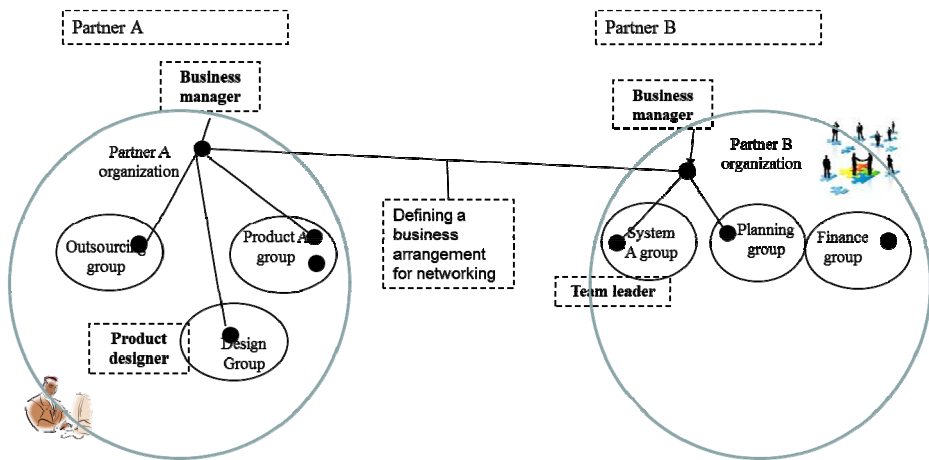 Partner A
Partner B
Business
manager
Business
manager
Partner A
organization
Partner B
organization
Outsourcing
group
Product A
group
Defining a
business
arrangement
for networking
System
A group
Planning
group
Finance
group
Team leader
Product
designer
Design
Group